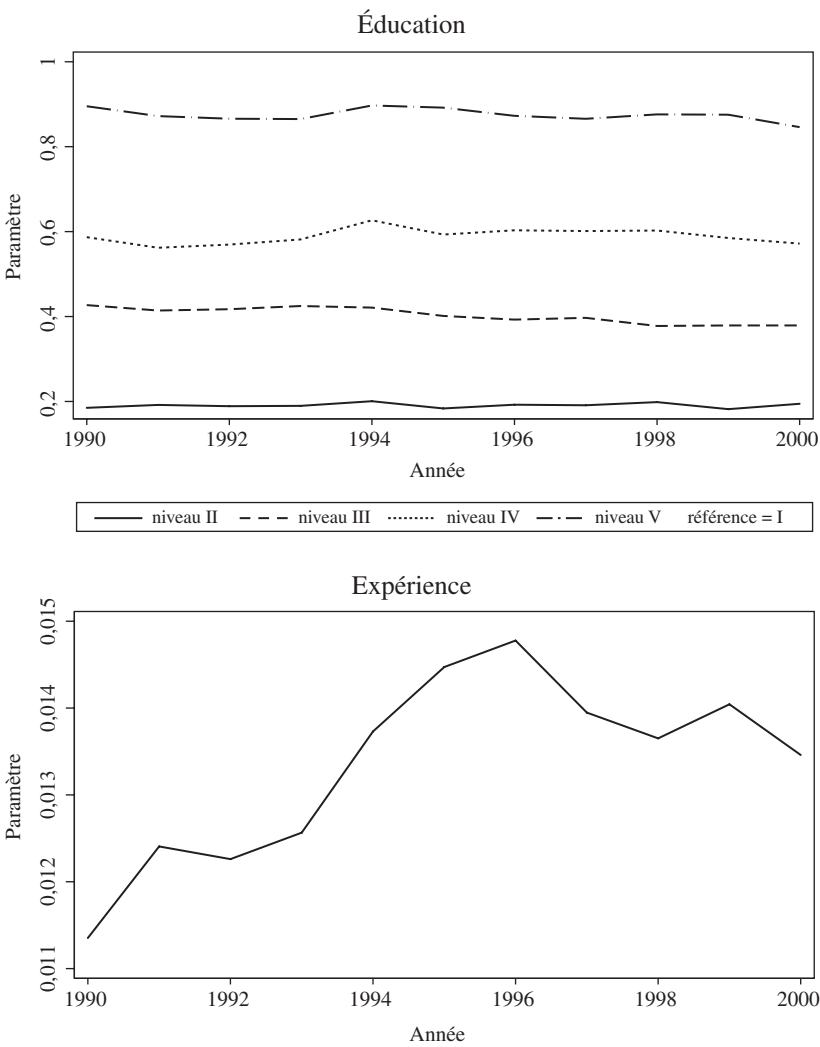 Éducation
Paramètre
1
0,8
0,6
0,4
0,2
1990 1992 1994 1996 1998 2000
Année
niveau II niveau III niveau IV niveau V référence = I
Expérience
Paramètre
0,015
0,014
0,013
0,012
0,011
1990 1992 1994 1996 1998 2000
Année